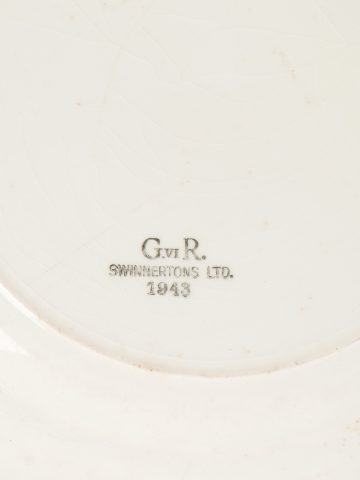 G.VI R.
SWINNERTONS LTD.
1943